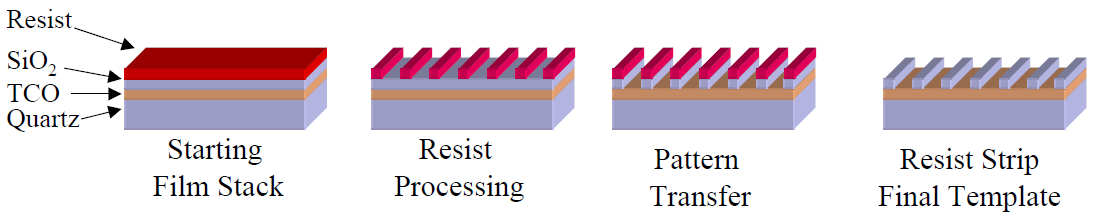 Resist
SiO₂
TCO
Quartz
Starting
Film Stack
Resist
Processing
Pattern
Transfer
Resist Strip
Final Template